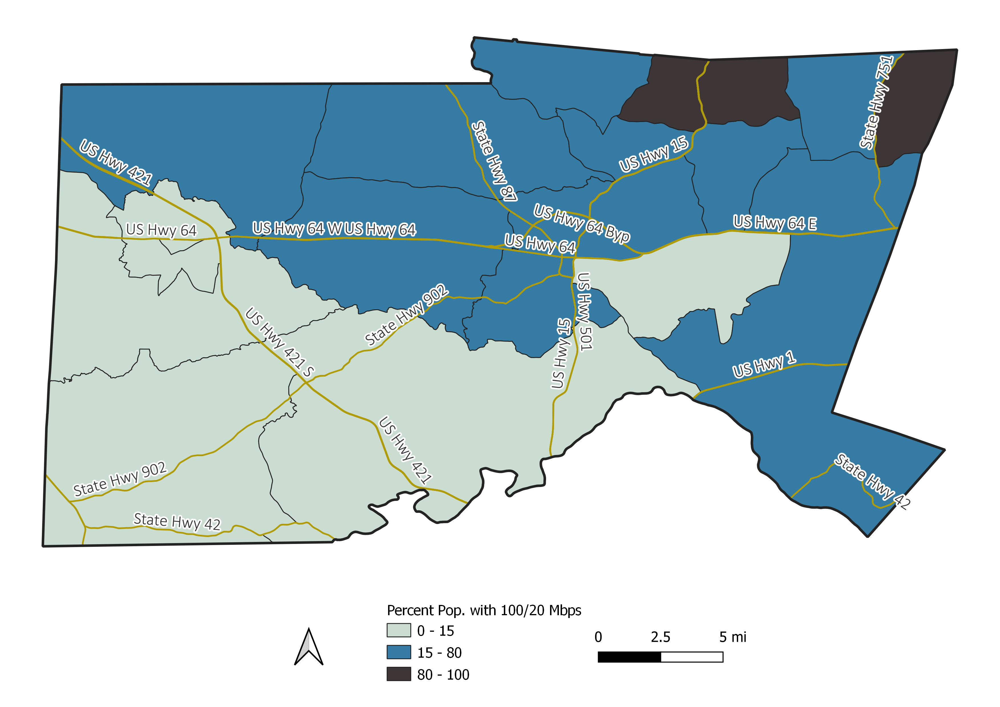 State Hwy 751
US Hwy 421
State Hwy 87
US Hwy 15
US Hwy 64
US Hwy 64 W
US Hwy 64
US Hwy 64 Byp
US Hwy 64 E
US Hwy 64
State Hwy 902
US Hwy 501
US Hwy 421 S
US Hwy 15
US Hwy 1
US Hwy 421
State Hwy 902
State Hwy 42
State Hwy 42
Percent Pop. with 100/20 Mbps
0 - 15
15 - 80
80 - 100
0 2.5 5 mi